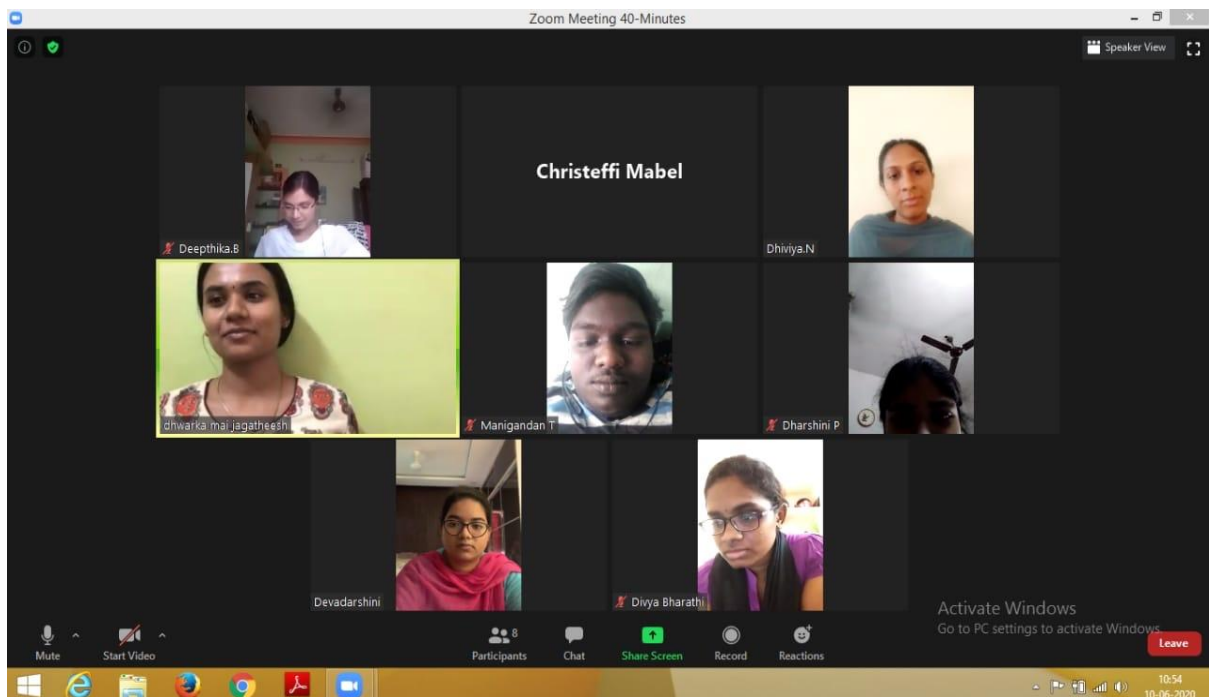 Zoom Meeting 40-Minutes
Speaker View
Deepthika.B
Christeffi Mabel
Dhiviya.N
dhwarka mai jagatheesh
Manigandan T
Dharshini P
Devadarshini
Divya Bharathi
Activate Windows
Go to PC settings to activate Windows.
Mute
Start Video
8
Participants
Chat
Share Screen
Record
Reactions
Leave
10:54
10-06-2020